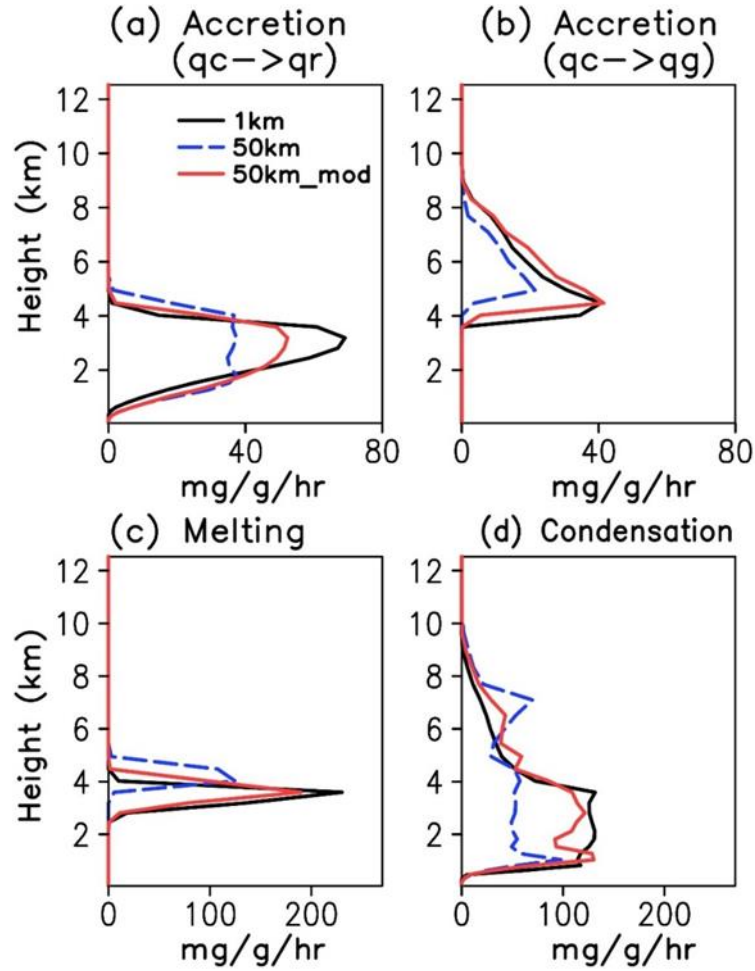 (a) Accretion
(qc->qr)
(b) Accretion
(qc->qg)
12
10
8
6
4
2
Height (km)
1km
50km
50km_mod
0 40 80
mg/g/hr
12
10
8
6
4
2
0 40 80
mg/g/hr
(c) Melting
(d) Condensation
12
10
8
6
4
2
Height (km)
0 100 200
mg/g/hr
12
10
8
6
4
2
0 100 200
mg/g/hr